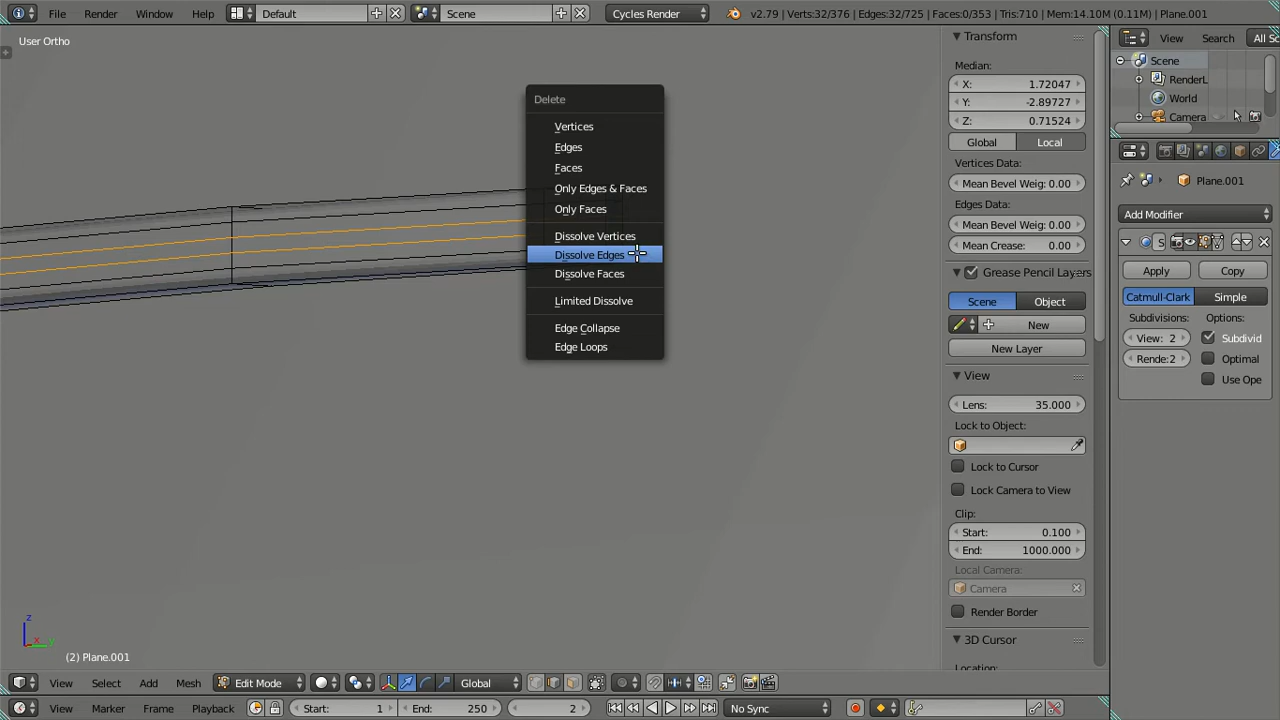 File Render Window Help Default Scene Cycles Render v2.79 | Verts:32/376 | Edges:32/725 | Faces:0/353 | Tris:710 | Mem:14.10M (0.11M) | Plane.001
User Ortho
Delete
Vertices
Edges
Faces
Only Edges & Faces
Only Faces
Dissolve Vertices
Dissolve Edges
Dissolve Faces
Limited Dissolve
Edge Collapse
Edge Loops
Transform
Median:
X: 1.72047
Y: -2.89727
Z: 0.71524
Global Local
Vertices Data:
Mean Bevel Weig: 0.00
Edges Data:
Mean Bevel Weig: 0.00
Mean Crease: 0.00
Grease Pencil Layers
Scene Object
New
New Layer
View
Lens: 35.000
Lock to Object:
Lock to Cursor
Lock Camera to View
Clip:
Start: 0.100
End: 1000.000
Local Camera:
Camera
Render Border
3D Cursor
Location:
View Search All Sc
Scene
RenderL
World
Camera
Plane.001
Add Modifier
S
Apply Copy
Catmull-Clark Simple
Subdivisions: Options:
View: 2 Subdivid
Rende:2 Optimal
Use Ope
z
x y
(2) Plane.001
View Select Add Mesh Edit Mode Global
View Marker Frame Playback Start: 1 End: 250 2 No Sync